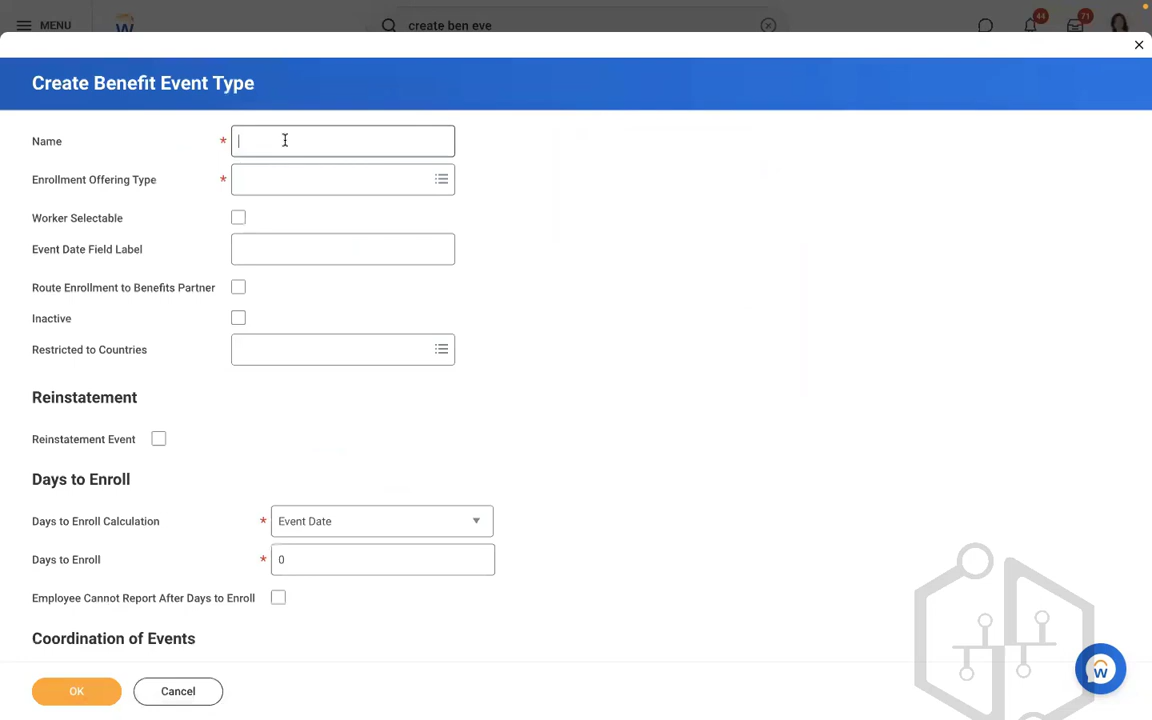 MENU
create ben eve
44
71
Create Benefit Event Type
Name *
Enrollment Offering Type *
Worker Selectable
Event Date Field Label
Route Enrollment to Benefits Partner
Inactive
Restricted to Countries
Reinstatement
Reinstatement Event
Days to Enroll
Days to Enroll Calculation * Event Date
Days to Enroll * 0
Employee Cannot Report After Days to Enroll
Coordination of Events
OK
Cancel